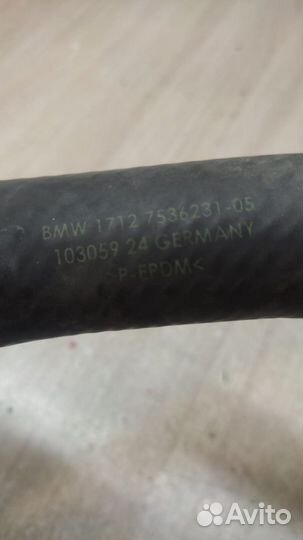 BMW 1712 7536231-05
103059 24 GERMANY
>P-EPDM<
Avito